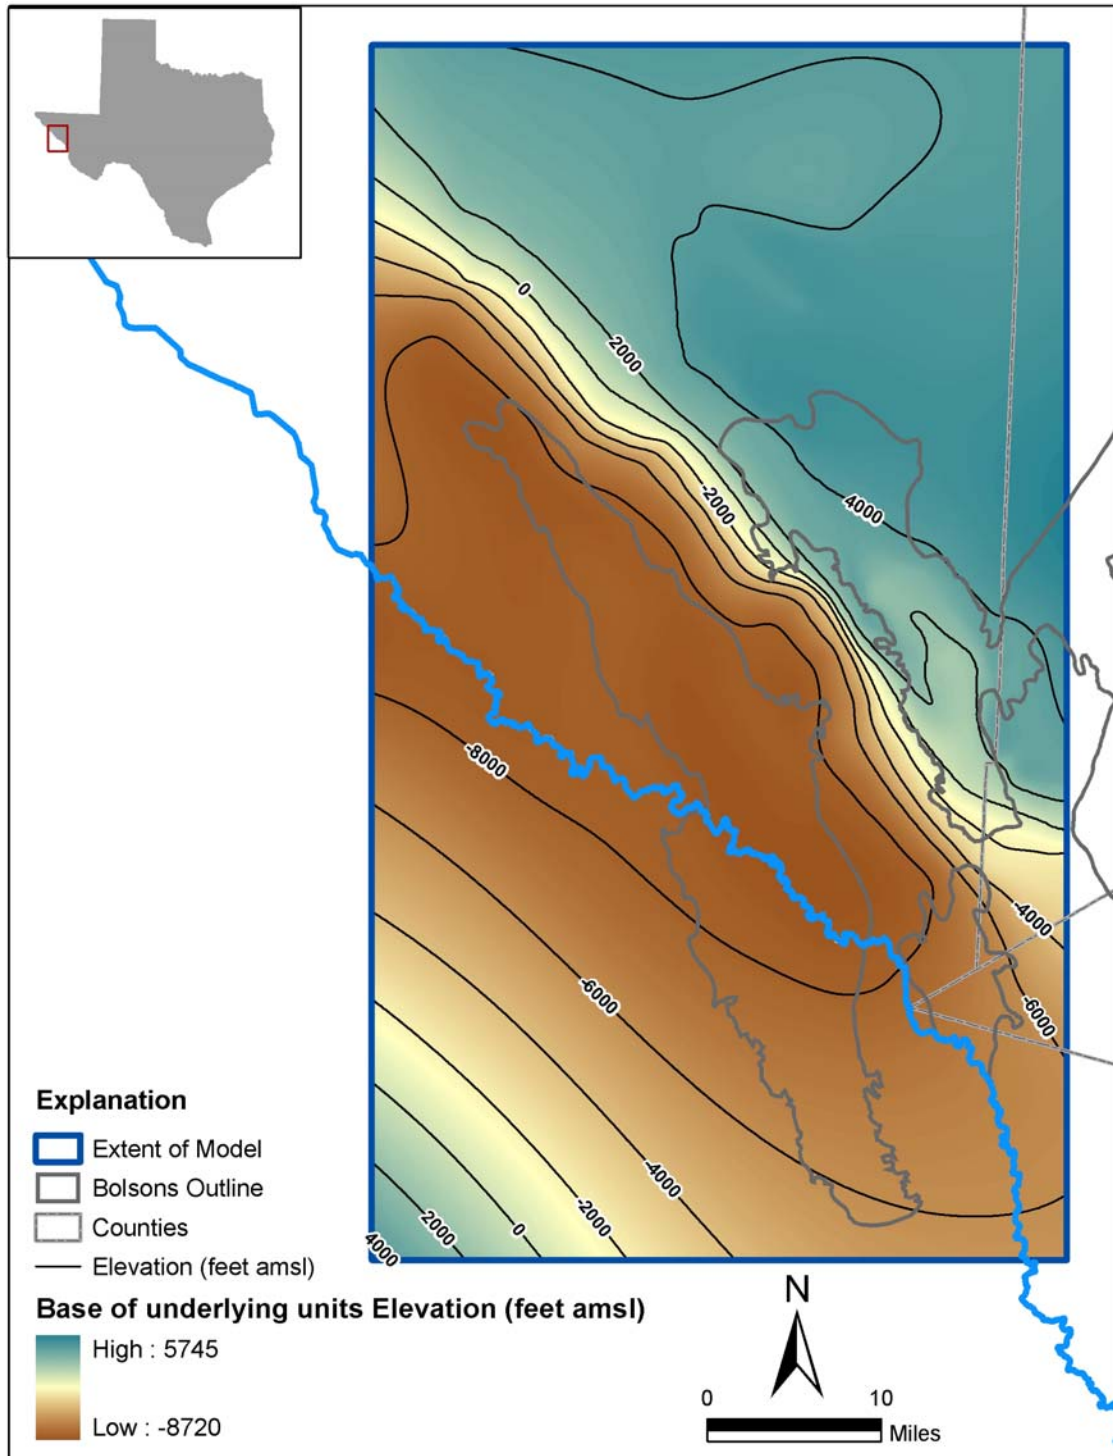 0
2000
-2000
4000
-8000
-4000
-6000
-6000
-4000
-2000
0
2000
4000
Explanation
Extent of Model
Bolsons Outline
Counties
Elevation (feet amsl)
Base of underlying units Elevation (feet amsl)
High : 5745
Low : -8720
N
0 10
Miles